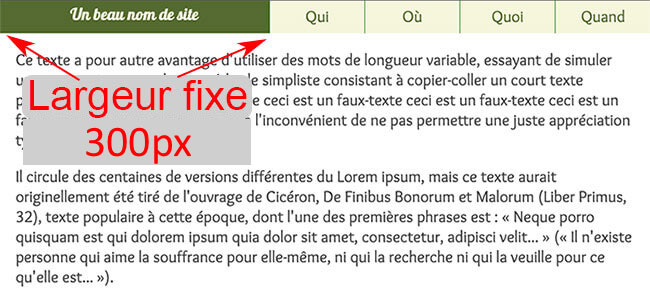 Un beau nom de site Qui Où Quoi Quand
Ce texte a pour autre avantage d'utiliser des mots de longueur variable, essayant de simuler
simpliste consistant à copier-coller un court texte
Largeur fixe
ceci est un faux-texte ceci est un faux-texte ceci est un
l'inconvénient de ne pas permettre une juste appréciation
300px
Il circule des centaines de versions différentes du Lorem ipsum, mais ce texte aurait
originellement été tiré de l'ouvrage de Cicéron, De Finibus Bonorum et Malorum (Liber Primus,
32), texte populaire à cette époque, dont l'une des premières phrases est : « Neque porro
quisquam est qui dolorem ipsum quia dolor sit amet, consectetur, adipisci velit... » (« Il n'existe
personne qui aime la souffrance pour elle-même, ni qui la recherche ni qui la veuille pour ce
qu'elle est... »).